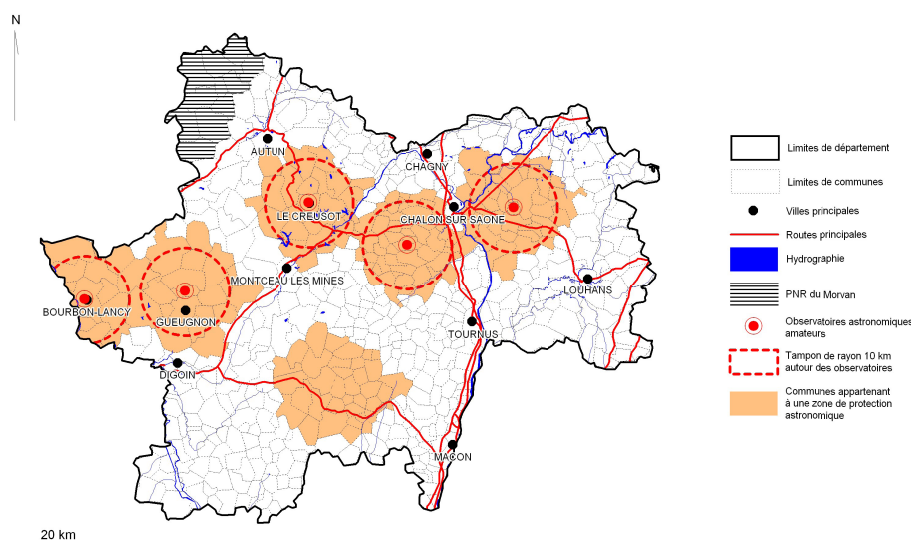 N
AUTUN
CHAGNY
LE CREUSOT
CHALON SUR SAONE
MONTCEAU LES MINES
LOUHANS
BOURBON-LANCY
GUEUGNON
TOURNUS
DIGOIN
MACON
20 km
Limites de département
Limites de communes
Villes principales
Routes principales
Hydrographie
PNR du Morvan
Observatoires astronomiques
amateurs
Tampon de rayon 10 km
autour des observatoires
Communes appartenant
à une zone de protection
astronomique